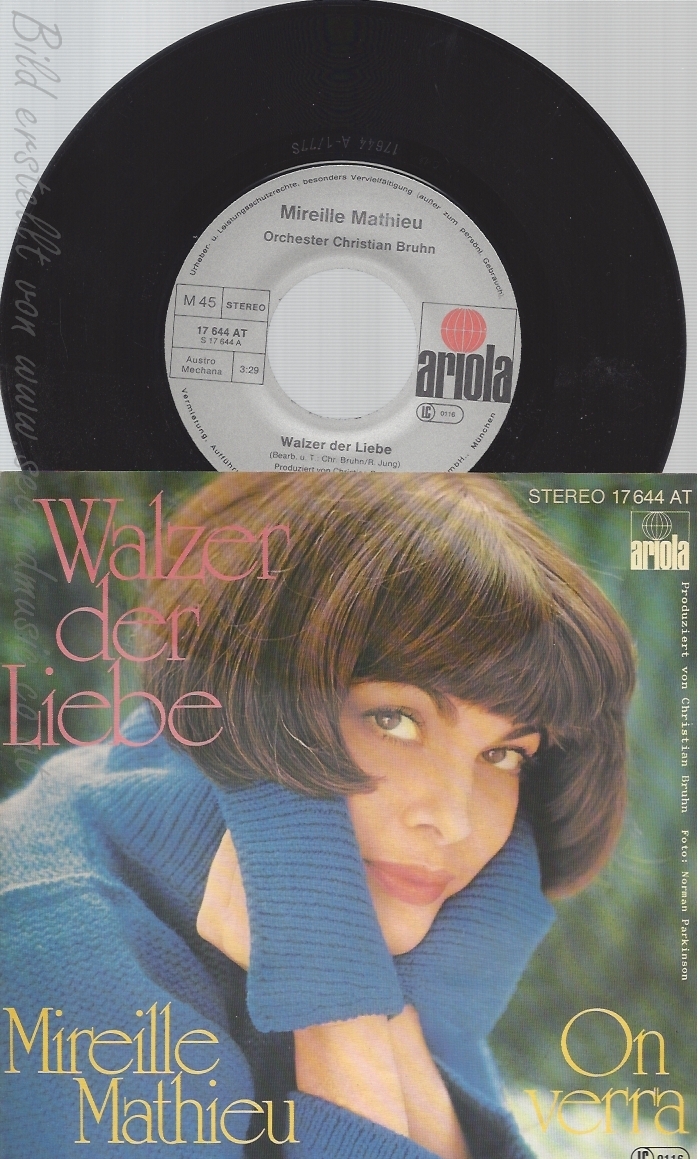 Bild erstellt von www.
17644 A-1/77S
Urheber- u. Leistungsschutzrechte, besonders Vervielfältigung (außer zum persönl. Gebrauch,
Mireille Mathieu
Orchester Christian Bruhn
M 45
STEREO
17 644 AT
S 17 644 A
Austro
Mechana
3:29
ariola
LC 0116
Walzer der Liebe
(Bearb. u. T.: Chr. Bruhn/R. Jung)
Produziert von
Vermietung, Aufführ
mbH., München
STEREO 17 644 AT
ariola
Walzer
der
Liebe
Produziert von Christian Bruhn Foto: Norman Parkinson
Mireille
Mathieu
On
verra
LC 0116